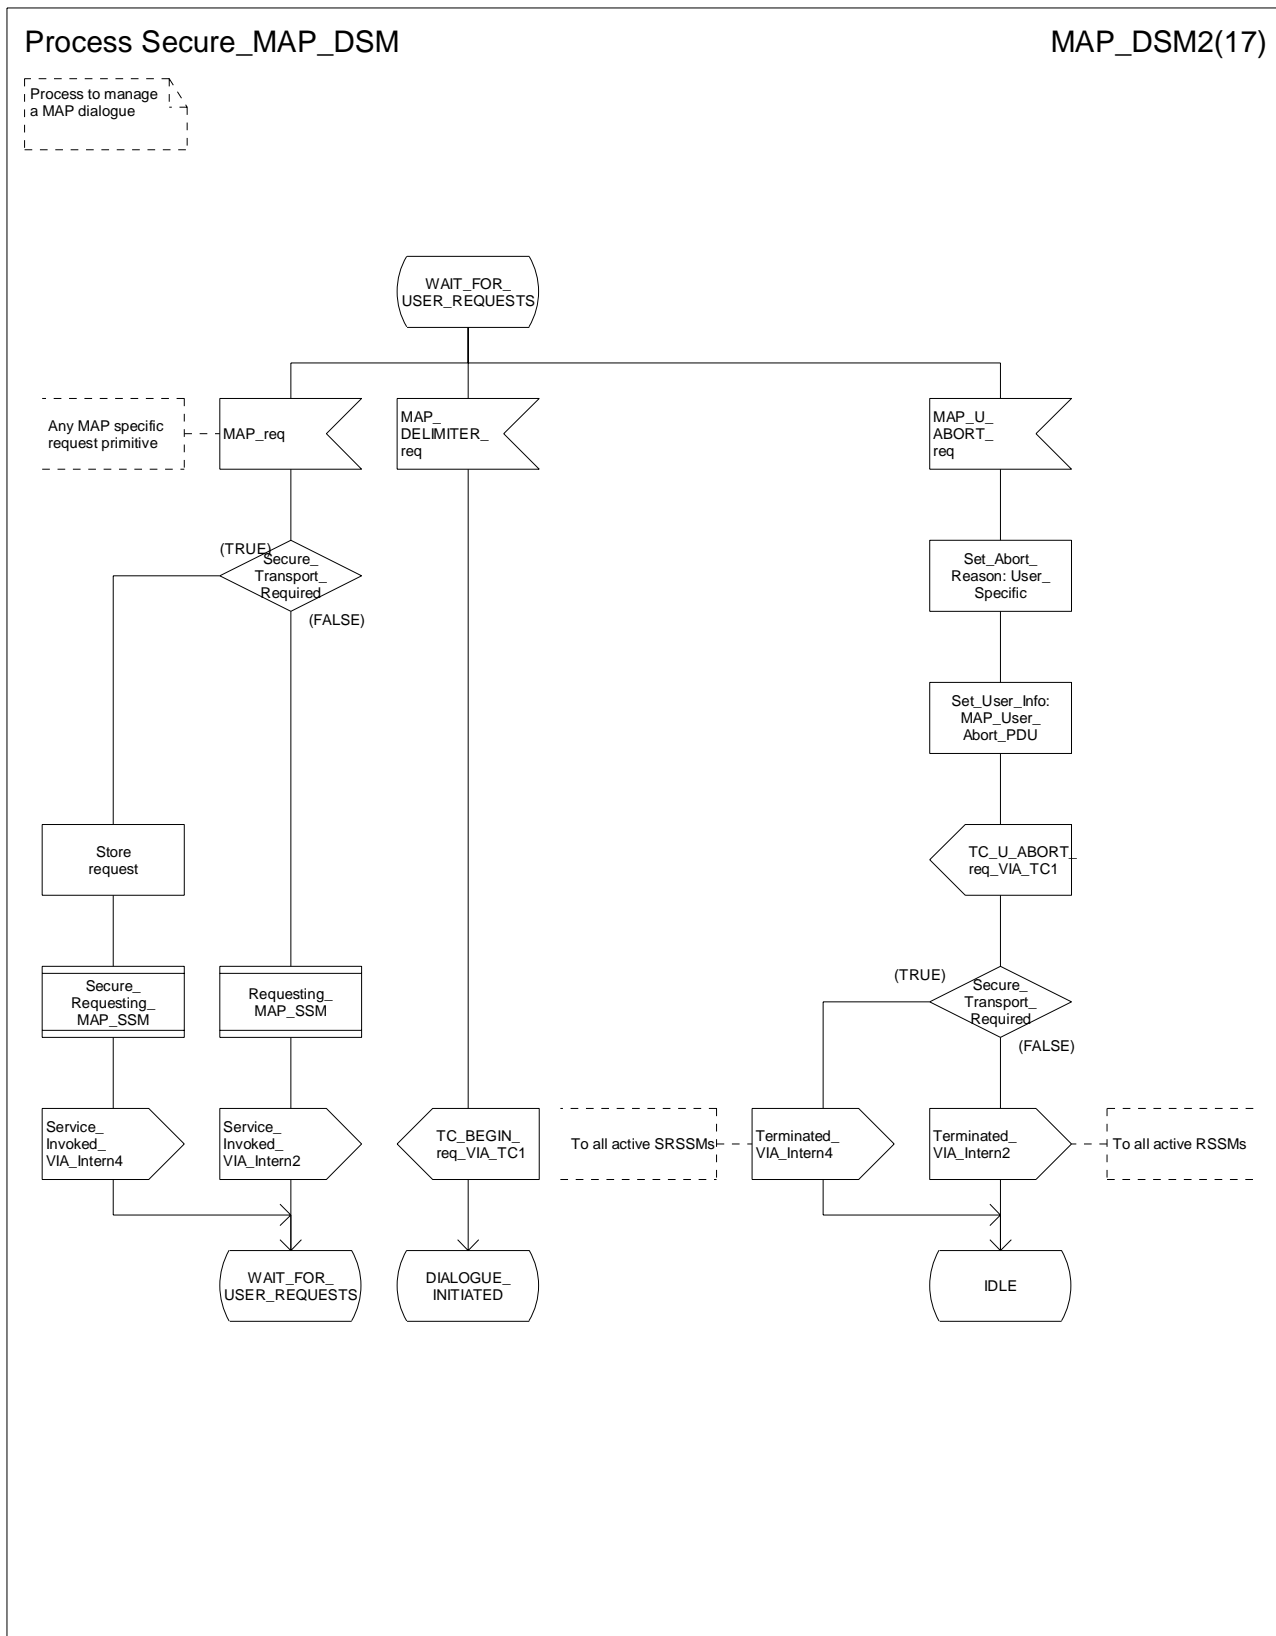 Process Secure_MAP_DSM
MAP_DSM2(17)
Process to manage
a MAP dialogue
WAIT_FOR_
USER_REQUESTS
Any MAP specific
request primitive
MAP_req
MAP_
DELIMITER_
req
MAP_U_
ABORT_
req
(TRUE)
Secure_
Transport_
Required
(FALSE)
Set_Abort_
Reason: User_
Specific
Set_User_Info:
MAP_User_
Abort_PDU
Store
request
TC_U_ABORT_
req_VIA_TC1
Secure_
Requesting_
MAP_SSM
Requesting_
MAP_SSM
(TRUE)
Secure_
Transport_
Required
(FALSE)
Service_
Invoked_
VIA_Intern4
Service_
Invoked_
VIA_Intern2
TC_BEGIN_
req_VIA_TC1
To all active SRSSMs
Terminated_
VIA_Intern4
Terminated_
VIA_Intern2
To all active RSSMs
WAIT_FOR_
USER_REQUESTS
DIALOGUE_
INITIATED
IDLE